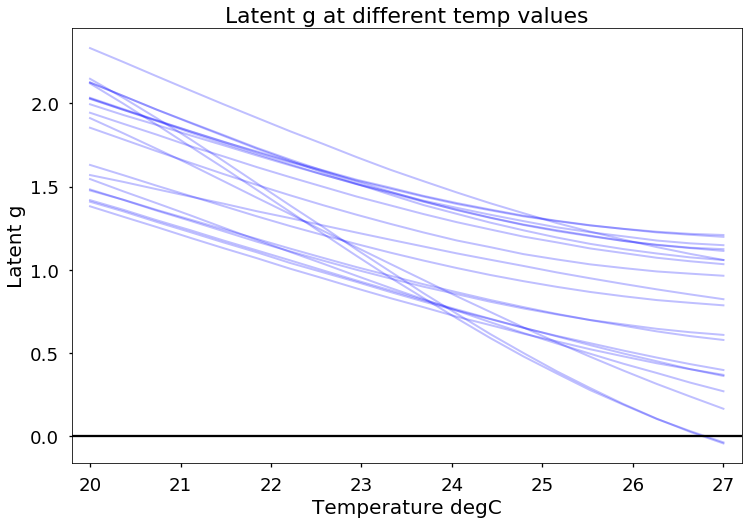 Latent g at different temp values
Latent g
2.0
1.5
1.0
0.5
0.0
20 21 22 23 24 25 26 27
Temperature degC